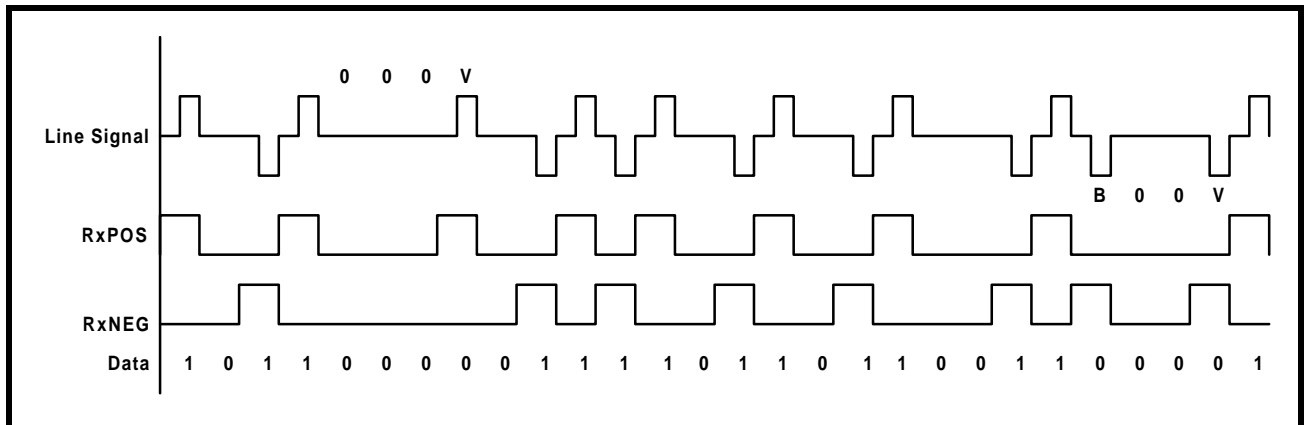 0 0 0 V
Line Signal
B 0 0 V
RxPOS
RxNEG
Data 1 0 1 1 0 0 0 0 0 1 1 1 1 0 1 1 0 1 1 0 0 1 1 0 0 0 0 1